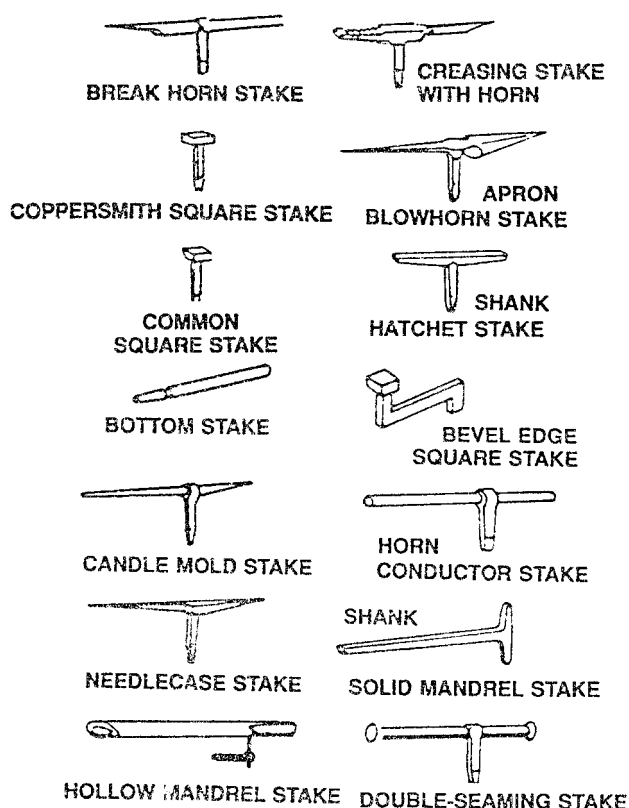 BREAK HORN STAKE
CREASING STAKE
WITH HORN
COPPERSMITH SQUARE STAKE
APRON
BLOWHORN STAKE
COMMON
SQUARE STAKE
SHANK
HATCHET STAKE
BOTTOM STAKE
BEVEL EDGE
SQUARE STAKE
CANDLE MOLD STAKE
HORN
CONDUCTOR STAKE
NEEDLECASE STAKE
SHANK
SOLID MANDREL STAKE
HOLLOW MANDREL STAKE
DOUBLE-SEAMING STAKE